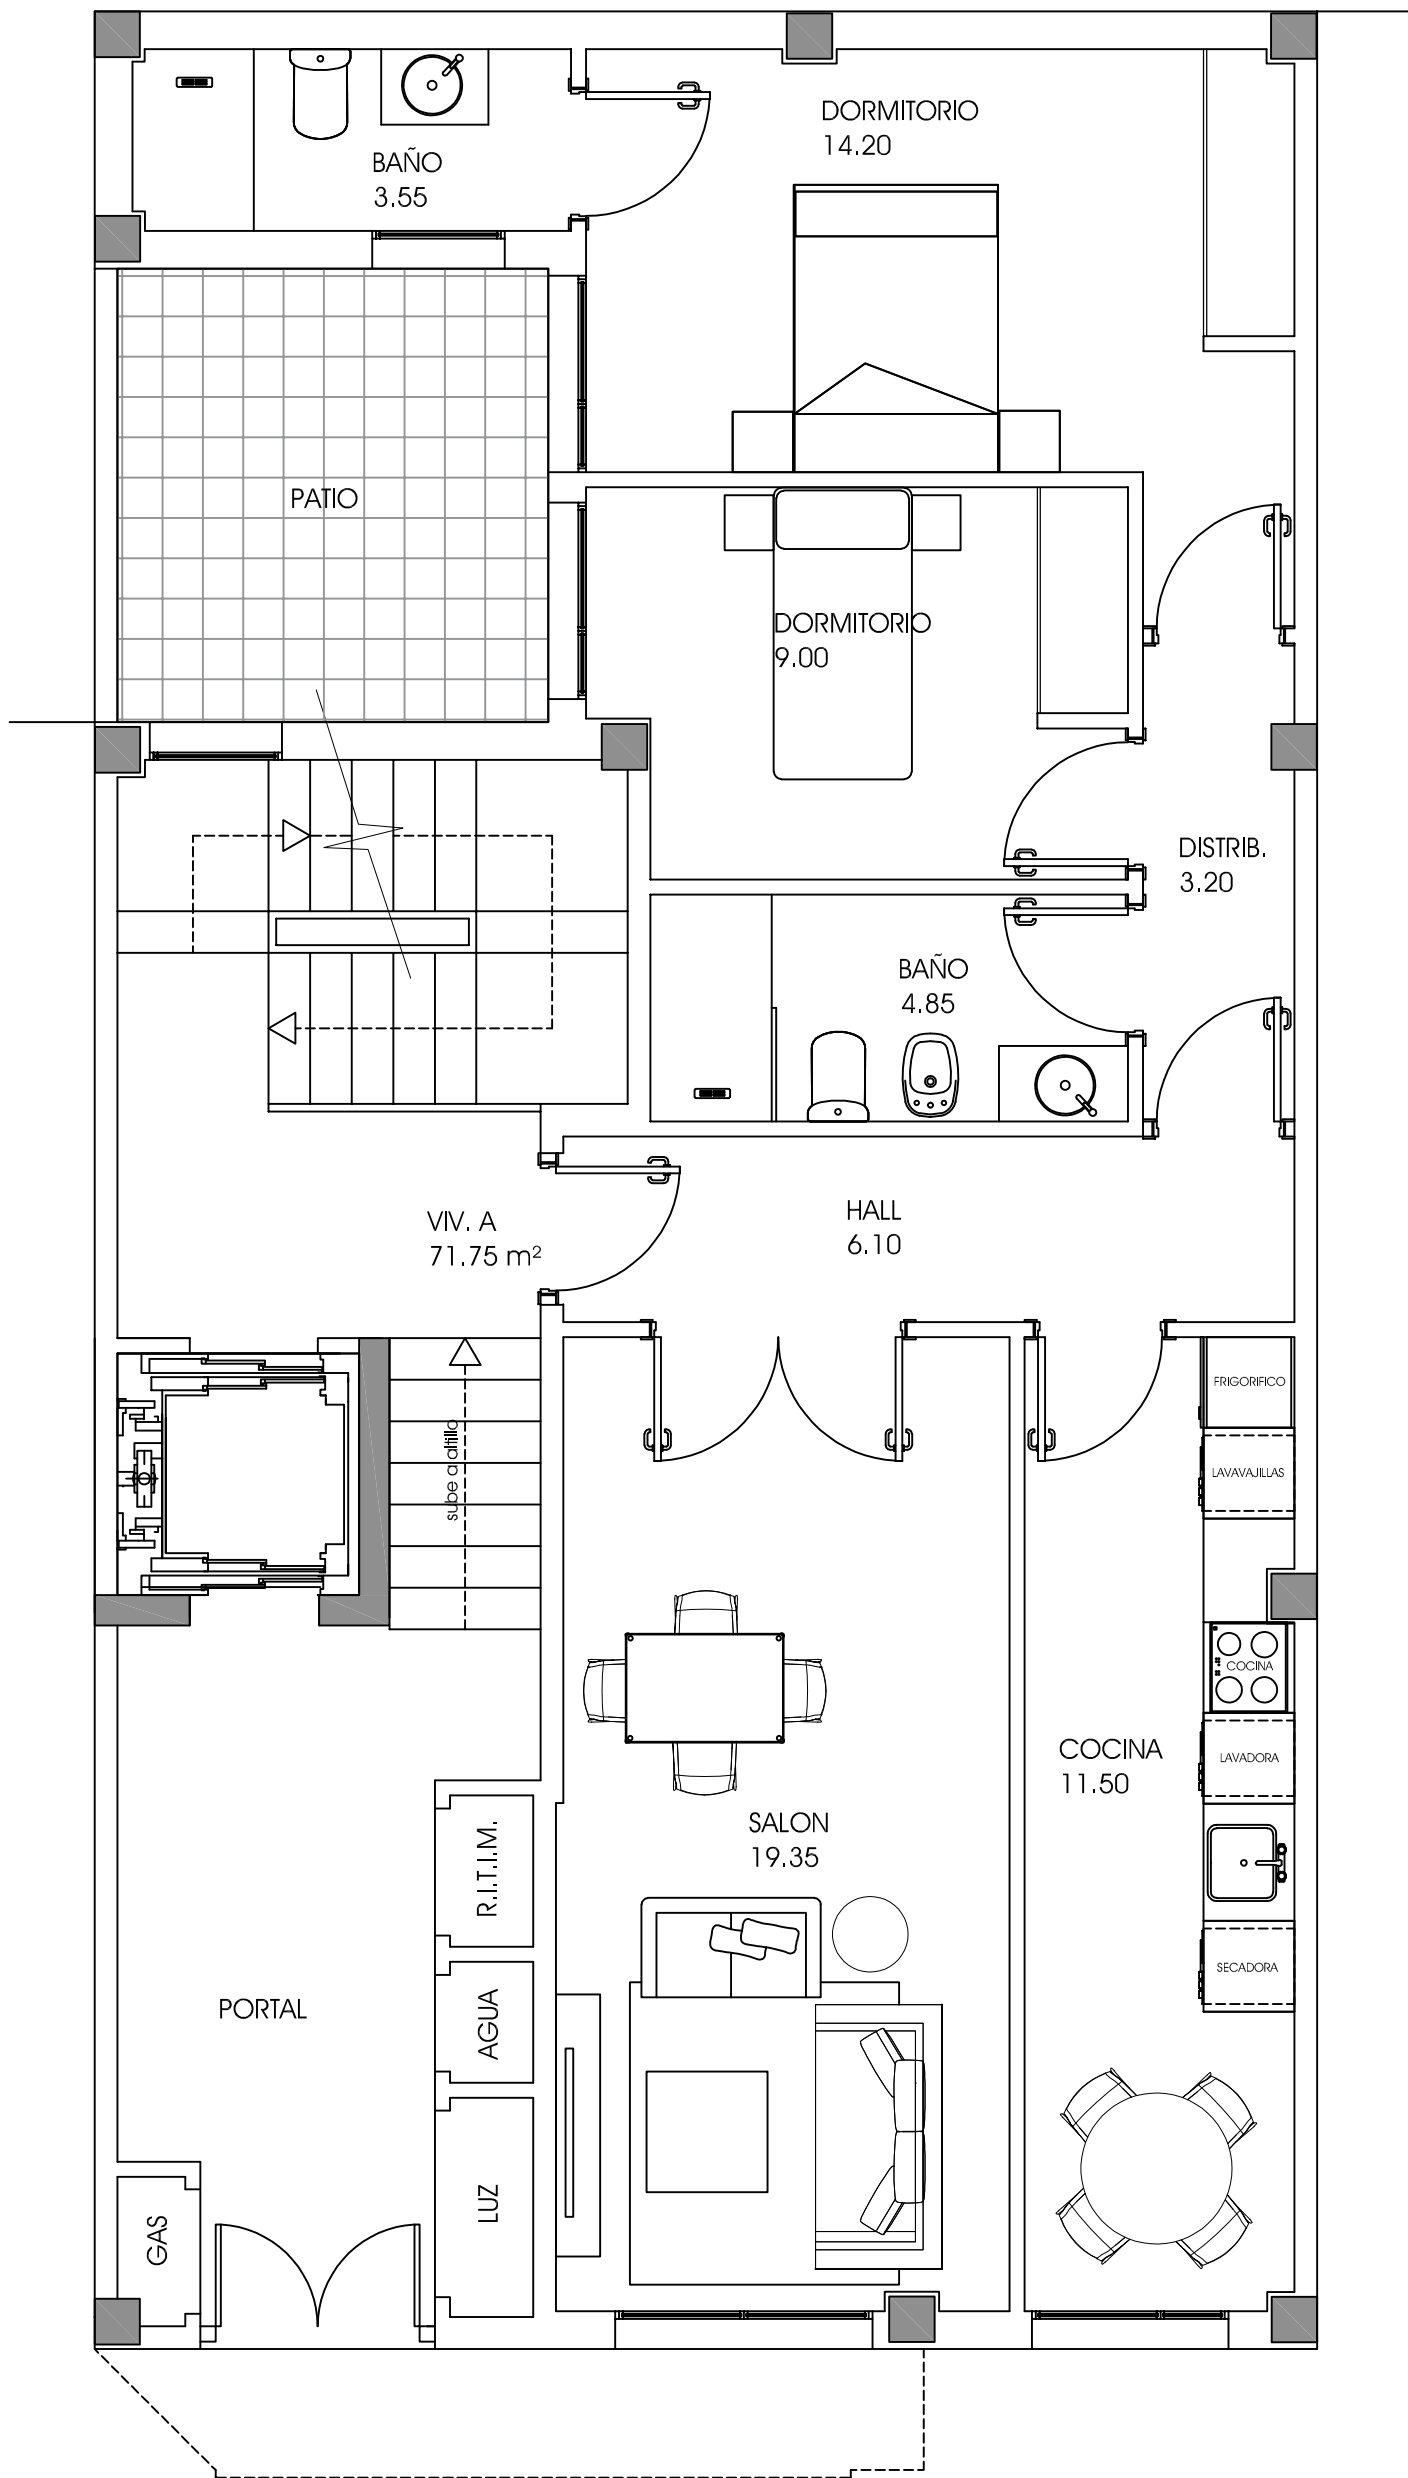 DORMITORIO
14.20
BAÑO
3.55
PATIO
DORMITORIO
9.00
DISTRIB.
3.20
BAÑO
4.85
HALL
6.10
VIV. A
71.75 m²
sube a altillo
FRIGORIFICO
LAVAVAJILLAS
COCINA
LAVADORA
COCINA
11.50
SALON
19.35
R.I.T.I.M.
SECADORA
PORTAL
AGUA
LUZ
GAS